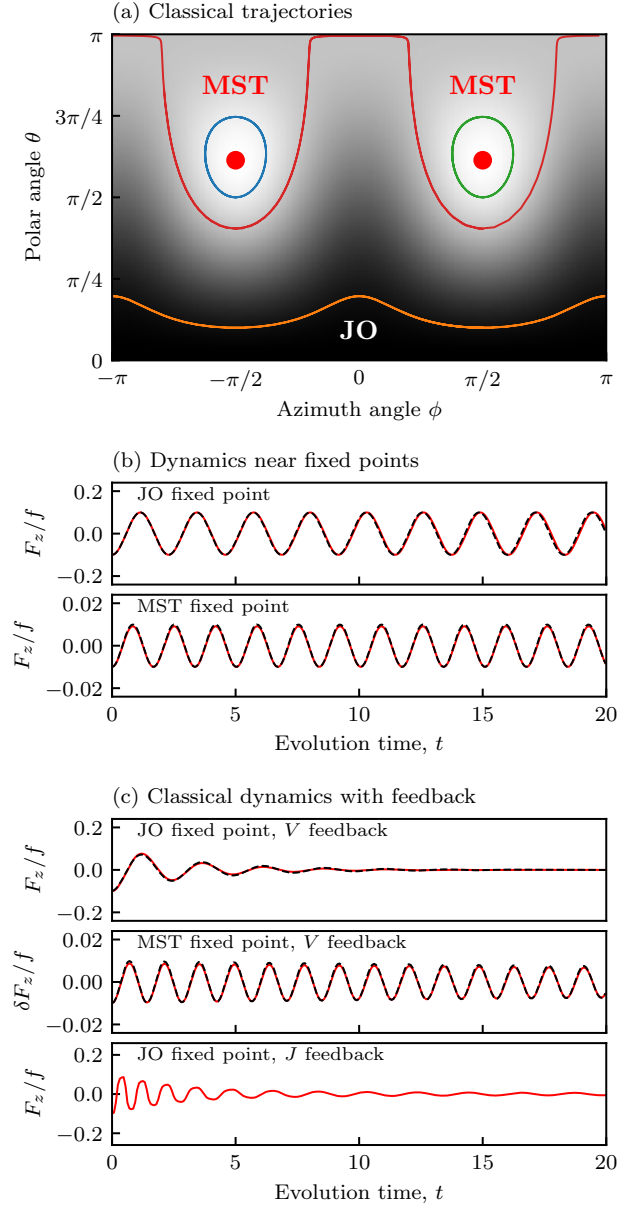 (a) Classical trajectories
π
3π/4
π/2
π/4
0
Polar angle θ
MST
MST
JO
−π
−π/2
0
π/2
π
Azimuth angle ϕ
(b) Dynamics near fixed points
0.2
0.0
−0.2
F_z/f
JO fixed point
0.02
0.00
−0.02
F_z/f
MST fixed point
0
5
10
15
20
Evolution time, t
(c) Classical dynamics with feedback
0.2
0.0
−0.2
F_z/f
JO fixed point, V feedback
0.02
0.00
−0.02
δF_z/f
MST fixed point, V feedback
0.2
0.0
−0.2
F_z/f
JO fixed point, J feedback
0
5
10
15
20
Evolution time, t